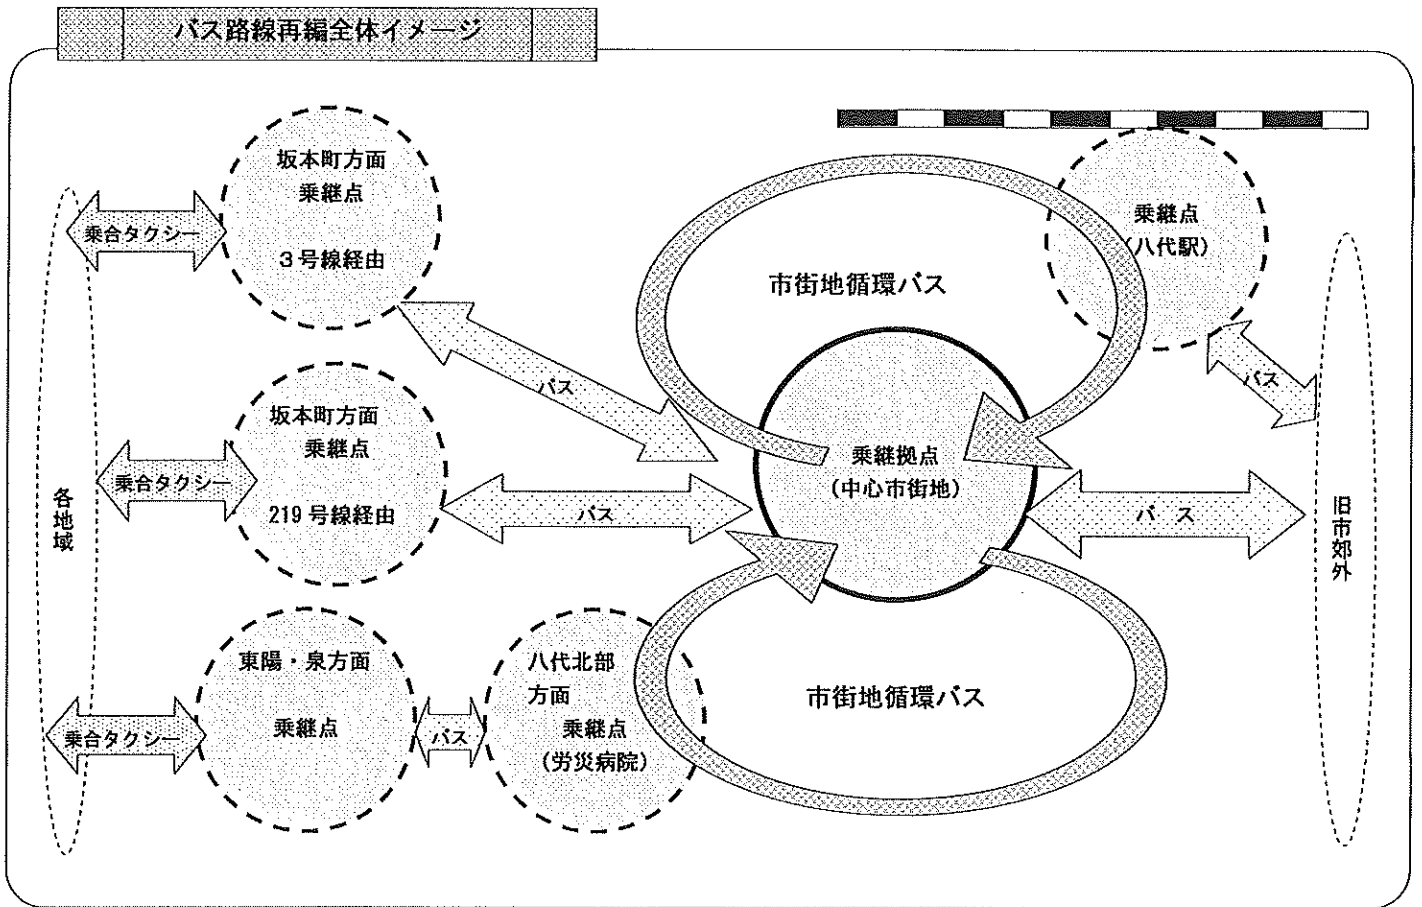 バス路線再編全体イメージ
坂本町方面
乗継点
3号線経由
乗合タクシー
バス
市街地循環バス
乗継点
(八代駅)
バス
坂本町方面
乗継点
219号線経由
乗合タクシー
バス
乗継拠点
(中心市街地)
バス
各地域
旧市郊外
東陽・泉方面
乗継点
乗合タクシー
バス
八代北部
方面
乗継点
(労災病院)
市街地循環バス